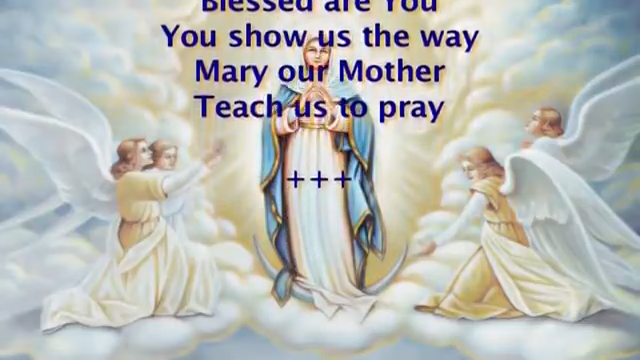 Blessed are You
You show us the way
Mary our Mother
Teach us to pray
+++